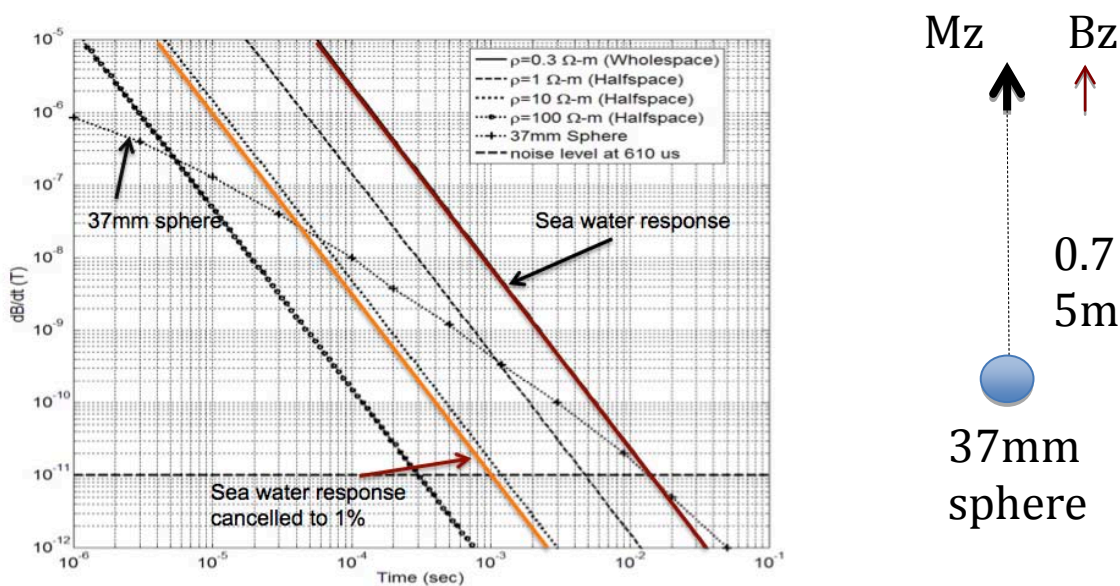 10⁻⁵
10⁻⁶
10⁻⁷
10⁻⁸
10⁻⁹
10⁻¹⁰
10⁻¹¹
10⁻¹²
dB/dt (T)
10⁻⁶
10⁻⁵
10⁻⁴
10⁻³
10⁻²
10⁻¹
Time (sec)
ρ=0.3 Ω-m (Wholespace)
ρ=1 Ω-m (Halfspace)
ρ=10 Ω-m (Halfspace)
ρ=100 Ω-m (Halfspace)
37mm Sphere
noise level at 610 us
37mm sphere
Sea water response
Sea water response
cancelled to 1%
Mz Bz
0.7
5m
37mm
sphere